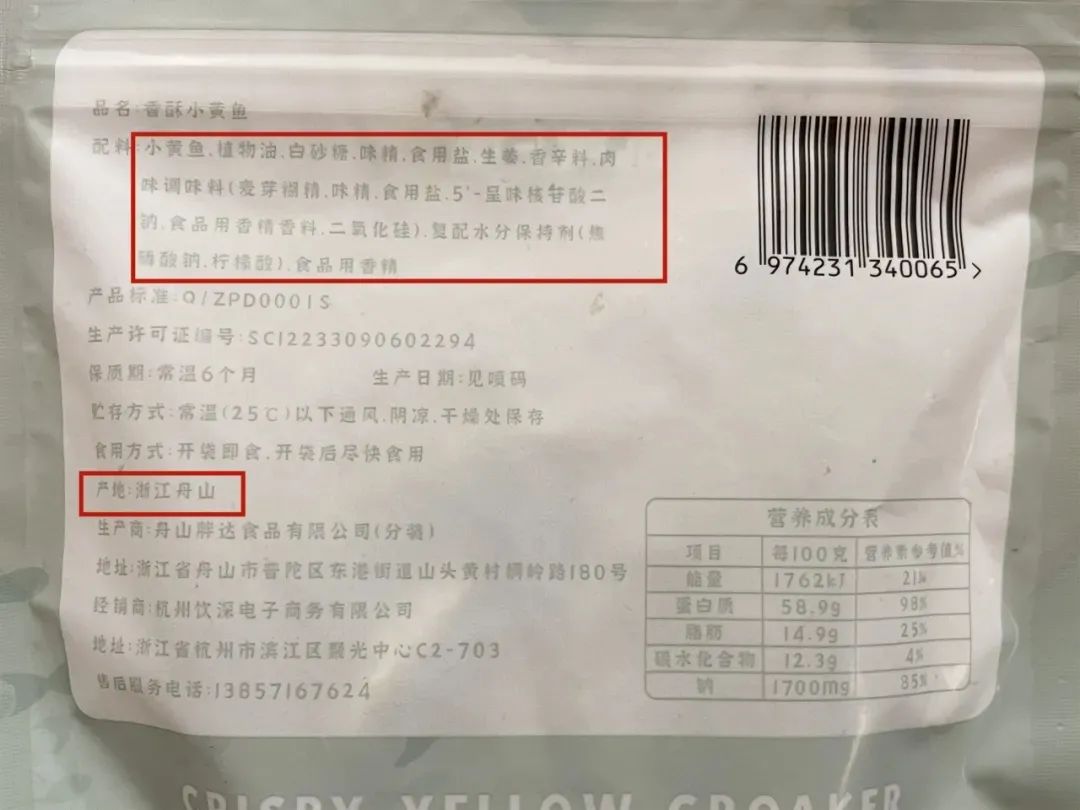 品名:香酥小黄鱼
配料:小黄鱼.植物油.白砂糖.味精.食用盐.生姜.香辛料.肉
味调味料(麦芽糊精.味精.食用盐.5'-呈味核苷酸二
钠.食品用香精香料.二氧化硅).复配水分保持剂(焦
磷酸钠.柠檬酸).食品用香精
产品标准:Q/ZPD0001S
生产许可证编号:SC12233090602294
保质期:常温6个月 生产日期:见喷码
贮存方式:常温(25℃)以下通风.阴凉.干燥处保存
食用方式:开袋即食.开袋后尽快食用
产地:浙江舟山
生产商:舟山胖达食品有限公司(分装)
地址:浙江省舟山市普陀区东港街道山头黄村棡岭路180号
经销商:杭州饮深电子商务有限公司
地址:浙江省杭州市滨江区聚光中心C2-703
售后服务电话:13857167624
6 974231 340065 >
营养成分表
项目 每100克 营养素参考值%
能量 1762kJ 21%
蛋白质 58.9g 98%
脂肪 14.9g 25%
碳水化合物 12.3g 4%
钠 1700mg 85%
CRISPY YELLOW CROAKER